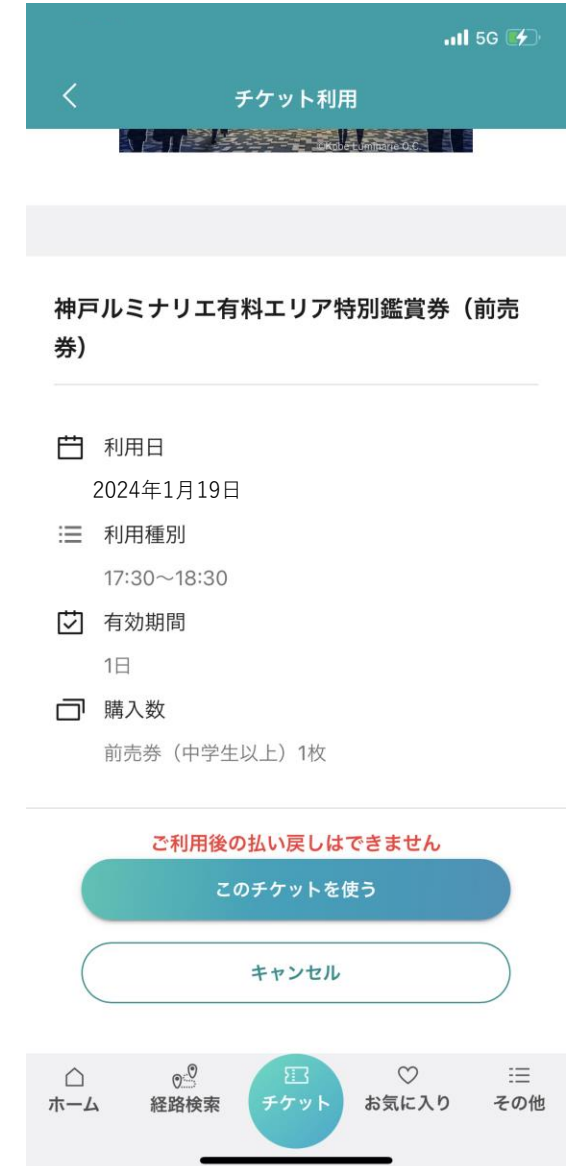 5G
チケット利用
©Kobe Luminarie O.C.
神戸ルミナリエ有料エリア特別鑑賞券（前売
券）
利用日
2024年1月19日
利用種別
17:30〜18:30
有効期間
1日
購入数
前売券（中学生以上）1枚
ご利用後の払い戻しはできません
このチケットを使う
キャンセル
ホーム 経路検索 チケット お気に入り その他